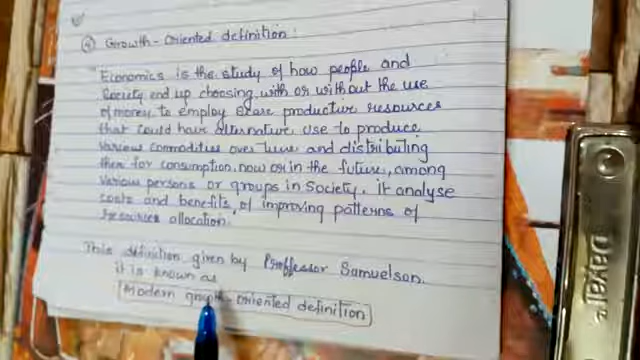 ④ Growth-Oriented definition:
Economics is the study of how people and
Society end up choosing, with or without the use
of money, to employ scarce productive resources
that could have alternative use to produce
various commodities over time and distributing
them for consumption, now or in the future, among
various persons or groups in society. it analyse
costs and benefits, of improving patterns of
resources allocation.
This definition given by Proffessor Samuelson.
it is known as
Modern oriented definition
Dayal